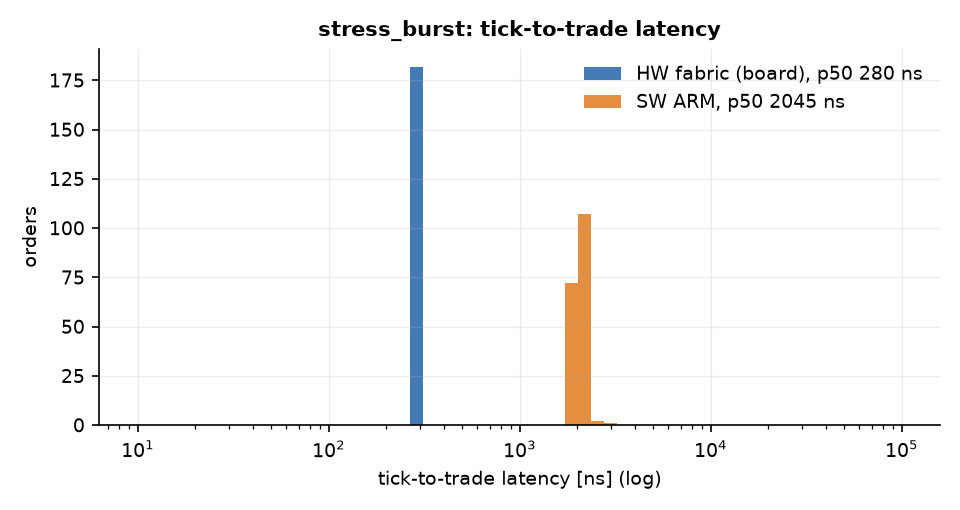 stress_burst: tick-to-trade latency
HW fabric (board), p50 280 ns
SW ARM, p50 2045 ns
orders
175
150
125
100
75
50
25
0
10¹
10²
10³
10⁴
10⁵
tick-to-trade latency [ns] (log)